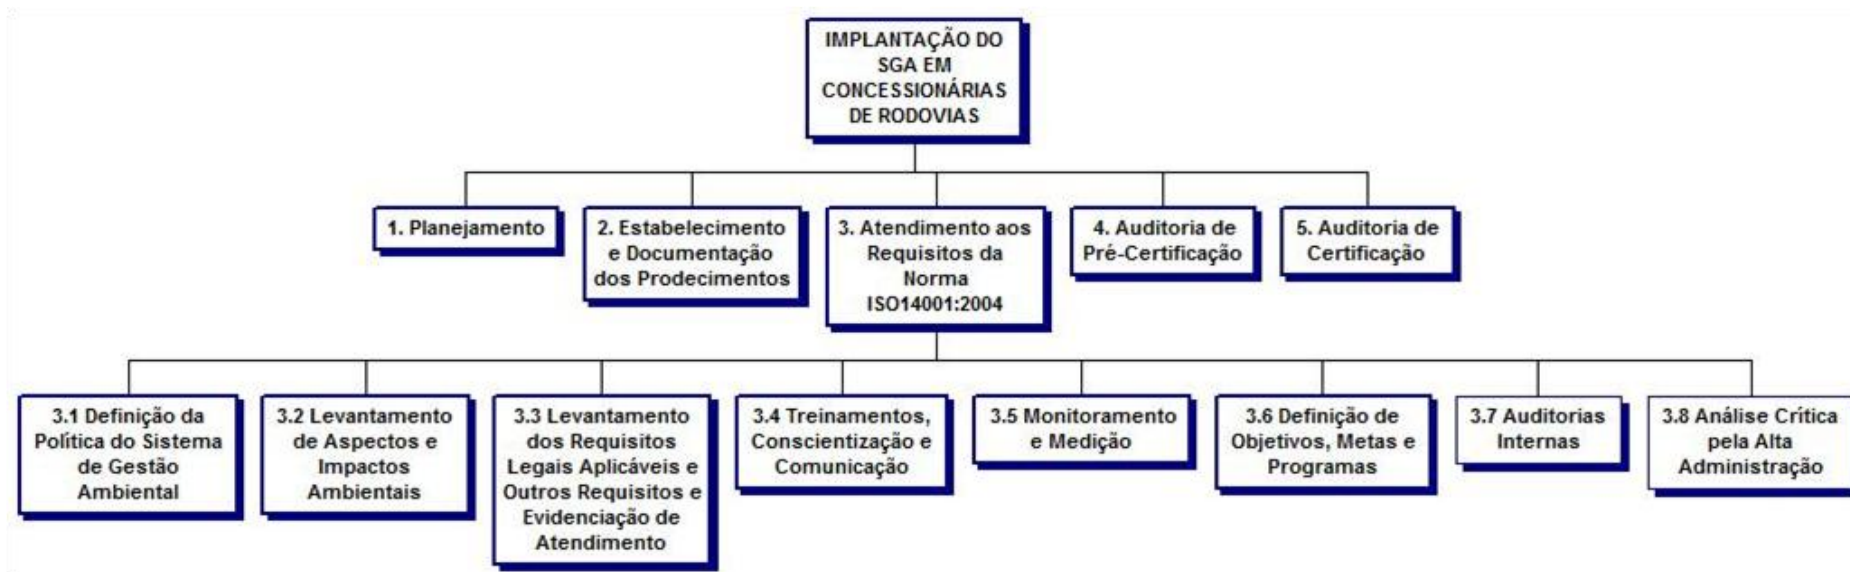 IMPLANTAÇÃO DO
SGA EM
CONCESSIONÁRIAS
DE RODOVIAS
1. Planejamento
2. Estabelecimento
e Documentação
dos Prodecimentos
3. Atendimento aos
Requisitos da
Norma
ISO14001:2004
4. Auditoria de
Pré-Certificação
5. Auditoria de
Certificação
3.1 Definição da
Política do Sistema
de Gestão
Ambiental
3.2 Levantamento
de Aspectos e
Impactos
Ambientais
3.3 Levantamento
dos Requisitos
Legais Aplicáveis e
Outros Requisitos e
Evidenciação de
Atendimento
3.4 Treinamentos,
Conscientização e
Comunicação
3.5 Monitoramento
e Medição
3.6 Definição de
Objetivos, Metas e
Programas
3.7 Auditorias
Internas
3.8 Análise Crítica
pela Alta
Administração